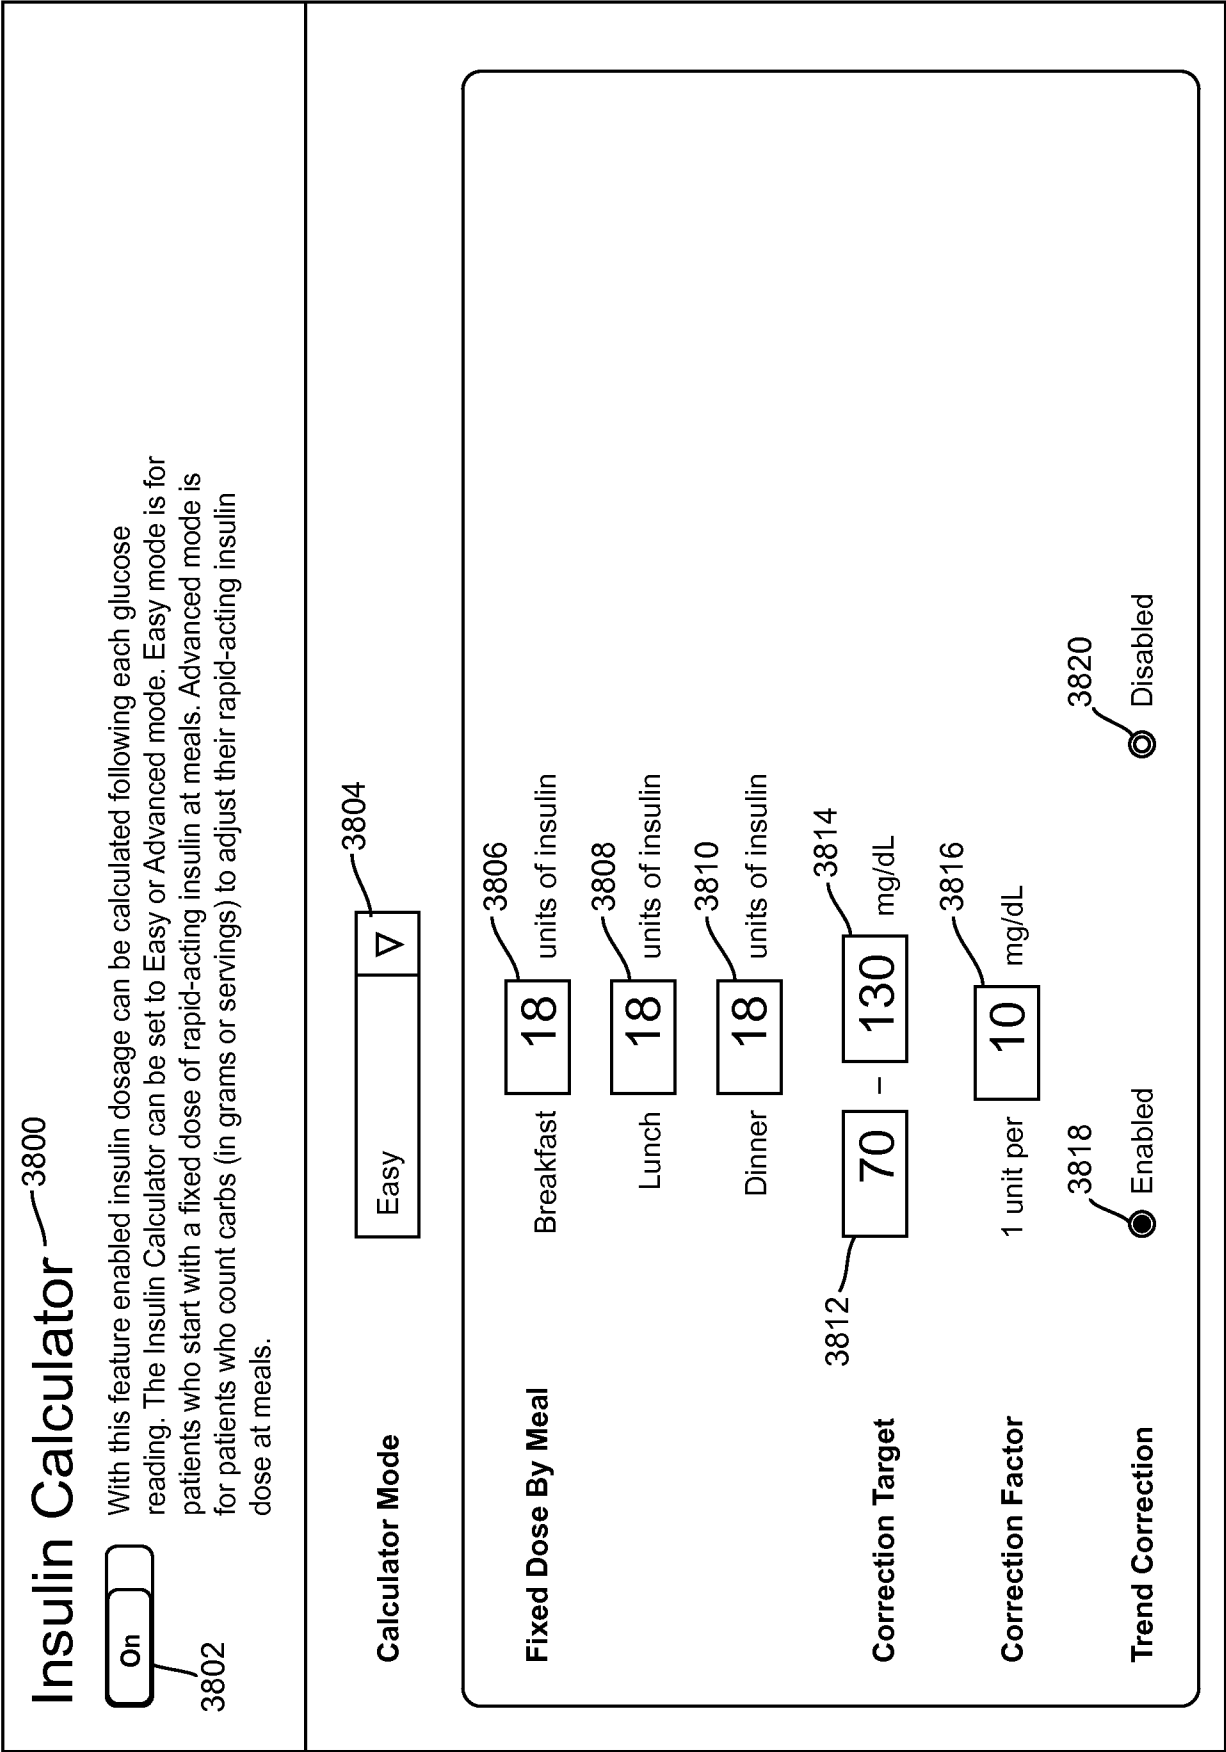 Insulin Calculator 3800
On
3802
With this feature enabled insulin dosage can be calculated following each glucose
reading. The Insulin Calculator can be set to Easy or Advanced mode. Easy mode is for
patients who start with a fixed dose of rapid-acting insulin at meals. Advanced mode is
for patients who count carbs (in grams or servings) to adjust their rapid-acting insulin
dose at meals.
3804
Calculator Mode Easy
3806
Fixed Dose By Meal Breakfast 18 units of insulin
3808
Lunch 18 units of insulin
3810
Dinner 18 units of insulin
3812 3814
Correction Target 70 – 130 mg/dL
3816
Correction Factor 1 unit per 10 mg/dL
3818 3820
Trend Correction Enabled Disabled